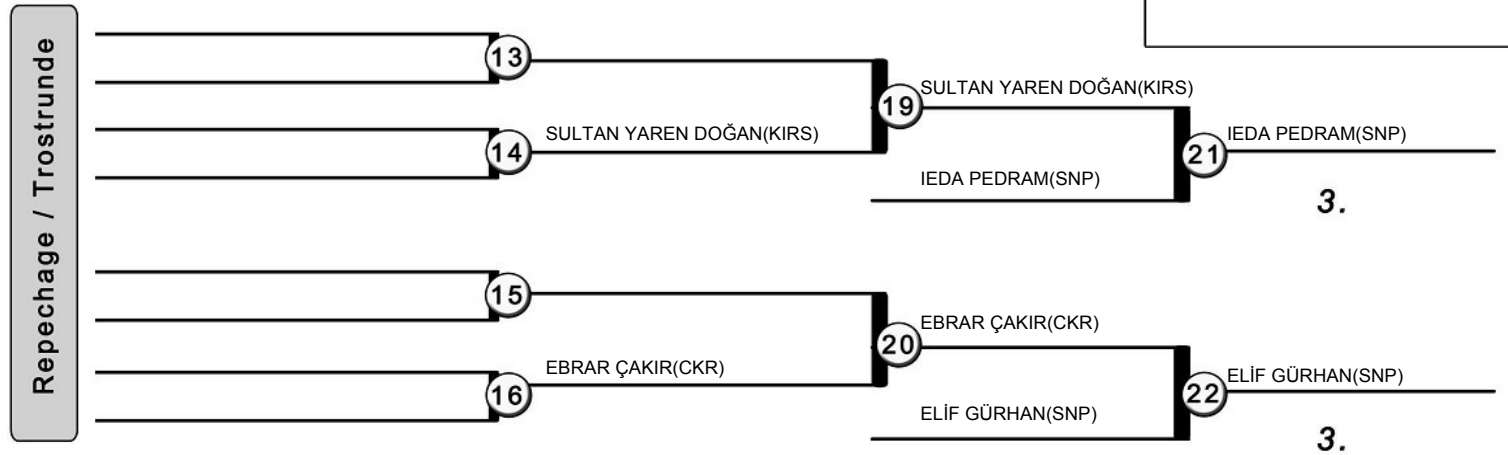 Repechage / Trostrunde
13
SULTAN YAREN DOĞAN(KIRS)
19
14
SULTAN YAREN DOĞAN(KIRS)
IEDA PEDRAM(SNP)
21
IEDA PEDRAM(SNP)
3.
15
EBRAR ÇAKIR(CKR)
20
EBRAR ÇAKIR(CKR)
16
ELİF GÜRHAN(SNP)
22
ELİF GÜRHAN(SNP)
3.